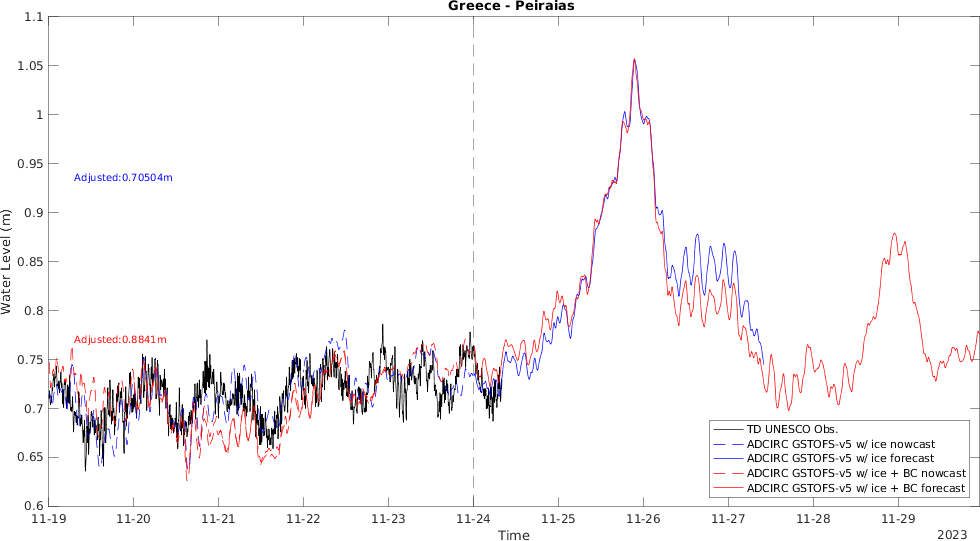 Greece - Peiraias
1.1
1.05
1
0.95
0.9
0.85
0.8
0.75
0.7
0.65
0.6
Water Level (m)
Adjusted:0.70504m
Adjusted:0.8841m
TD UNESCO Obs.
ADCIRC GSTOFS-v5 w/ ice nowcast
ADCIRC GSTOFS-v5 w/ ice forecast
ADCIRC GSTOFS-v5 w/ ice + BC nowcast
ADCIRC GSTOFS-v5 w/ ice + BC forecast
11-19 11-20 11-21 11-22 11-23 11-24 11-25 11-26 11-27 11-28 11-29
Time
2023